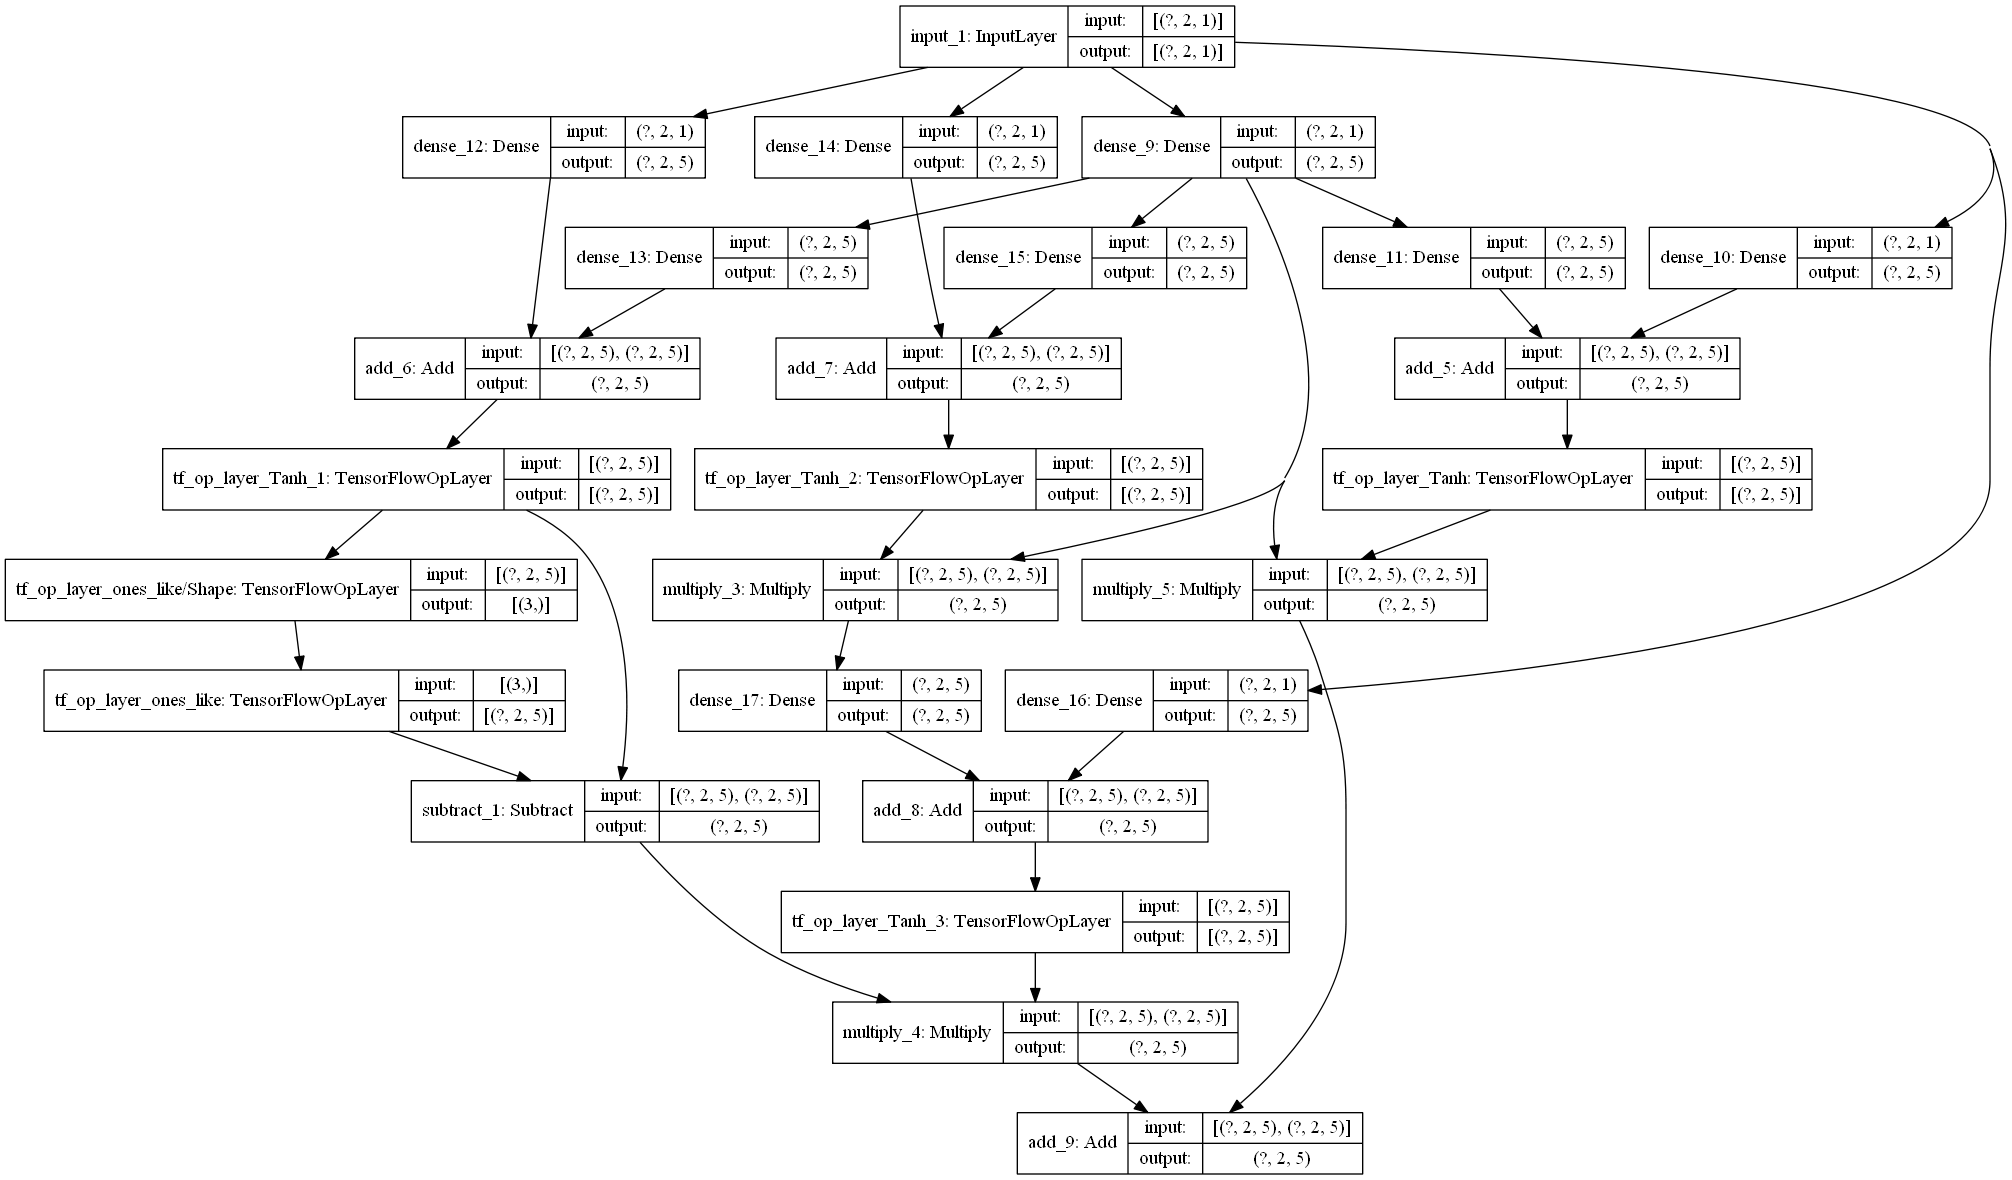 input_1: InputLayer
input:
[(?, 2, 1)]
output:
[(?, 2, 1)]
dense_12: Dense
input:
(?, 2, 1)
output:
(?, 2, 5)
dense_14: Dense
input:
(?, 2, 1)
output:
(?, 2, 5)
dense_9: Dense
input:
(?, 2, 1)
output:
(?, 2, 5)
dense_13: Dense
input:
(?, 2, 5)
output:
(?, 2, 5)
dense_15: Dense
input:
(?, 2, 5)
output:
(?, 2, 5)
dense_11: Dense
input:
(?, 2, 5)
output:
(?, 2, 5)
dense_10: Dense
input:
(?, 2, 1)
output:
(?, 2, 5)
add_6: Add
input:
[(?, 2, 5), (?, 2, 5)]
output:
(?, 2, 5)
add_7: Add
input:
[(?, 2, 5), (?, 2, 5)]
output:
(?, 2, 5)
add_5: Add
input:
[(?, 2, 5), (?, 2, 5)]
output:
(?, 2, 5)
tf_op_layer_Tanh_1: TensorFlowOpLayer
input:
[(?, 2, 5)]
output:
[(?, 2, 5)]
tf_op_layer_Tanh_2: TensorFlowOpLayer
input:
[(?, 2, 5)]
output:
[(?, 2, 5)]
tf_op_layer_Tanh: TensorFlowOpLayer
input:
[(?, 2, 5)]
output:
[(?, 2, 5)]
tf_op_layer_ones_like/Shape: TensorFlowOpLayer
input:
[(?, 2, 5)]
output:
[(3,)]
multiply_3: Multiply
input:
[(?, 2, 5), (?, 2, 5)]
output:
(?, 2, 5)
multiply_5: Multiply
input:
[(?, 2, 5), (?, 2, 5)]
output:
(?, 2, 5)
tf_op_layer_ones_like: TensorFlowOpLayer
input:
[(3,)]
output:
[(?, 2, 5)]
dense_17: Dense
input:
(?, 2, 5)
output:
(?, 2, 5)
dense_16: Dense
input:
(?, 2, 1)
output:
(?, 2, 5)
subtract_1: Subtract
input:
[(?, 2, 5), (?, 2, 5)]
output:
(?, 2, 5)
add_8: Add
input:
[(?, 2, 5), (?, 2, 5)]
output:
(?, 2, 5)
tf_op_layer_Tanh_3: TensorFlowOpLayer
input:
[(?, 2, 5)]
output:
[(?, 2, 5)]
multiply_4: Multiply
input:
[(?, 2, 5), (?, 2, 5)]
output:
(?, 2, 5)
add_9: Add
input:
[(?, 2, 5), (?, 2, 5)]
output:
(?, 2, 5)